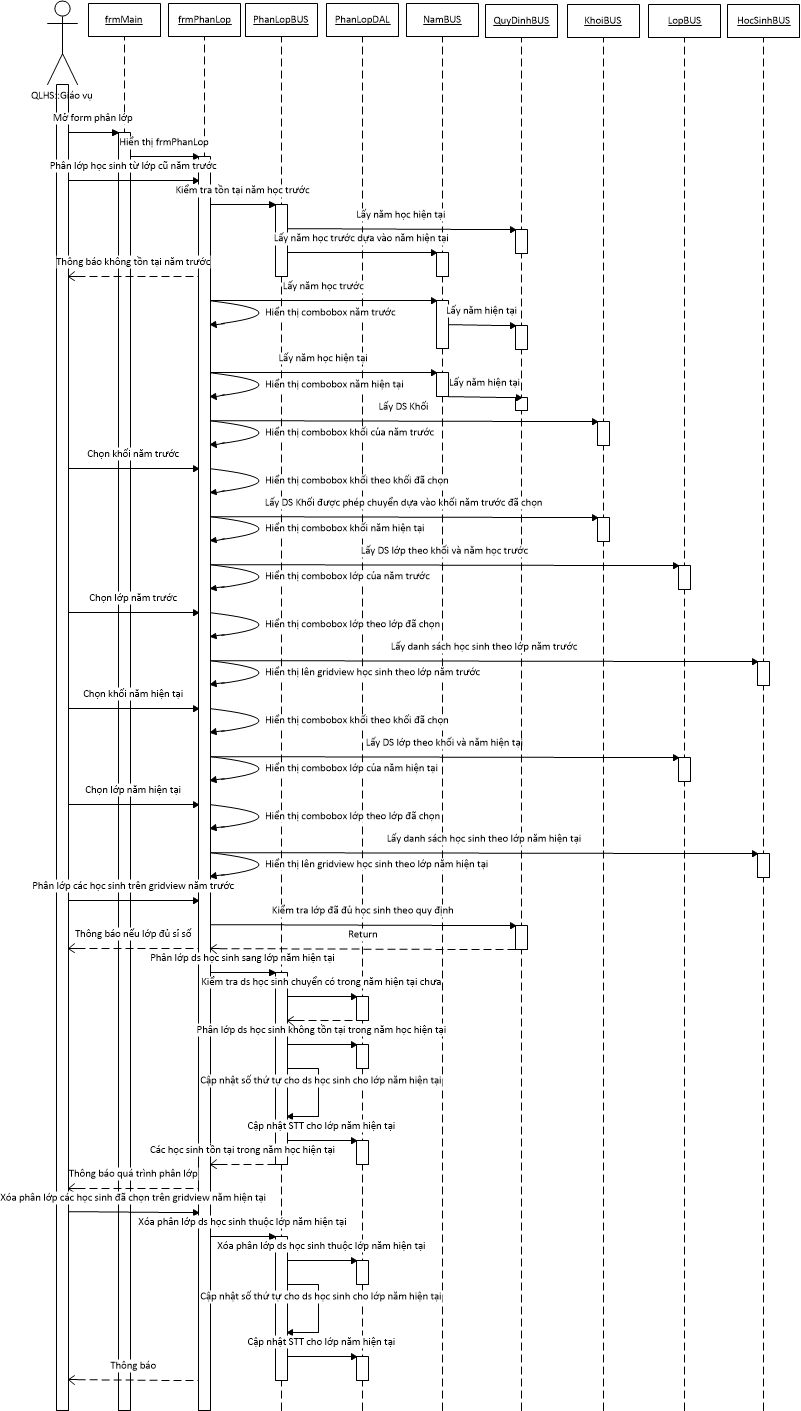 frmMain
frmPhanLop
PhanLopBUS
PhanLopDAL
NamBUS
QuyDinhBUS
KhoiBUS
LopBUS
HocSinhBUS
QLHS::Giáo vụ
Mở form phân lớp
Hiển thị frmPhanLop
Phân lớp học sinh từ lớp cũ năm trước
Kiểm tra tồn tại năm học trước
Lấy năm học hiện tại
Lấy năm học trước dựa vào năm hiện tại
Thông báo không tồn tại năm trước
Lấy năm học trước
Hiển thị combobox năm trước
Lấy năm hiện tại
Lấy năm học hiện tại
Hiển thị combobox năm hiện tại
Lấy năm hiện tại
Lấy DS Khối
Hiển thị combobox khối của năm trước
Chọn khối năm trước
Hiển thị combobox khối theo khối đã chọn
Lấy DS Khối được phép chuyển dựa vào khối năm trước đã chọn
Hiển thị combobox khối năm hiện tại
Lấy DS lớp theo khối và năm học trước
Hiển thị combobox lớp của năm trước
Chọn lớp năm trước
Hiển thị combobox lớp theo lớp đã chọn
Lấy danh sách học sinh theo lớp năm trước
Hiển thị lên gridview học sinh theo lớp năm trước
Chọn khối năm hiện tại
Hiển thị combobox khối theo khối đã chọn
Lấy DS lớp theo khối và năm hiện tại
Hiển thị combobox lớp của năm hiện tại
Chọn lớp năm hiện tại
Hiển thị combobox lớp theo lớp đã chọn
Lấy danh sách học sinh theo lớp năm hiện tại
Hiển thị lên gridview học sinh theo lớp năm hiện tại
Phân lớp các học sinh trên gridview năm trước
Kiểm tra lớp đã đủ học sinh theo quy định
Thông báo nếu lớp đủ sỉ số
Return
Phân lớp ds học sinh sang lớp năm hiện tại
Kiểm tra ds học sinh chuyển có trong năm hiện tại chưa
Phân lớp ds học sinh không tồn tại trong năm học hiện tại
Cập nhật số thứ tự cho ds học sinh cho lớp năm hiện tại
Cập nhật STT cho lớp năm hiện tại
Các học sinh tồn tại trong năm học hiện tại
Thông báo quá trình phân lớp
Xóa phân lớp các học sinh đã chọn trên gridview năm hiện tại
Xóa phân lớp ds học sinh thuộc lớp năm hiện tại
Xóa phân lớp ds học sinh thuộc lớp năm hiện tại
Cập nhật số thứ tự cho ds học sinh cho lớp năm hiện tại
Cập nhật STT cho lớp năm hiện tại
Thông báo